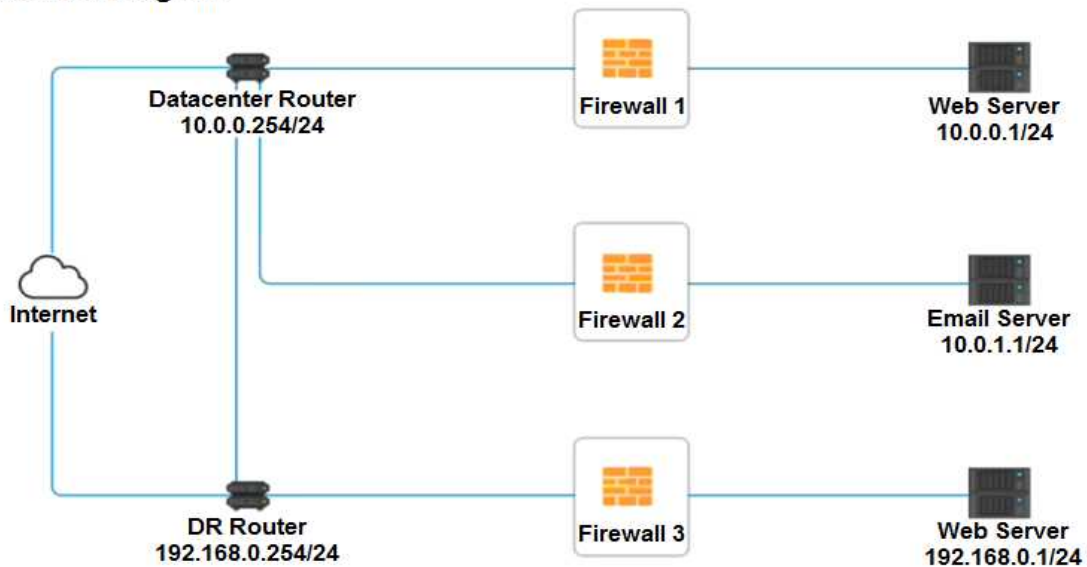 Datacenter Router
10.0.0.254/24
Firewall 1
Web Server
10.0.0.1/24
Internet
Firewall 2
Email Server
10.0.1.1/24
DR Router
192.168.0.254/24
Firewall 3
Web Server
192.168.0.1/24